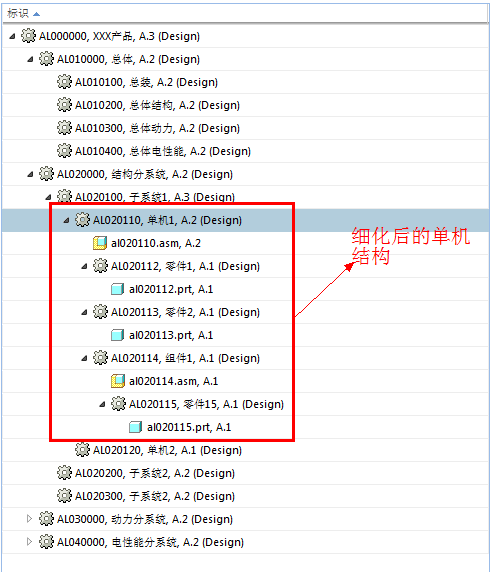 标识
AL000000, XXX产品, A.3 (Design)
AL010000, 总体, A.2 (Design)
AL010100, 总装, A.2 (Design)
AL010200, 总体结构, A.2 (Design)
AL010300, 总体动力, A.2 (Design)
AL010400, 总体电性能, A.2 (Design)
AL020000, 结构分系统, A.2 (Design)
AL020100, 子系统1, A.3 (Design)
AL020110, 单机1, A.2 (Design)
细化后的单机
结构
al020110.asm, A.2
AL020112, 零件1, A.1 (Design)
al020112.prt, A.1
AL020113, 零件2, A.1 (Design)
al020113.prt, A.1
AL020114, 组件1, A.1 (Design)
al020114.asm, A.1
AL020115, 零件15, A.1 (Design)
al020115.prt, A.1
AL020120, 单机2, A.1 (Design)
AL020200, 子系统2, A.2 (Design)
AL020300, 子系统2, A.2 (Design)
AL030000, 动力分系统, A.2 (Design)
AL040000, 电性能分系统, A.2 (Design)